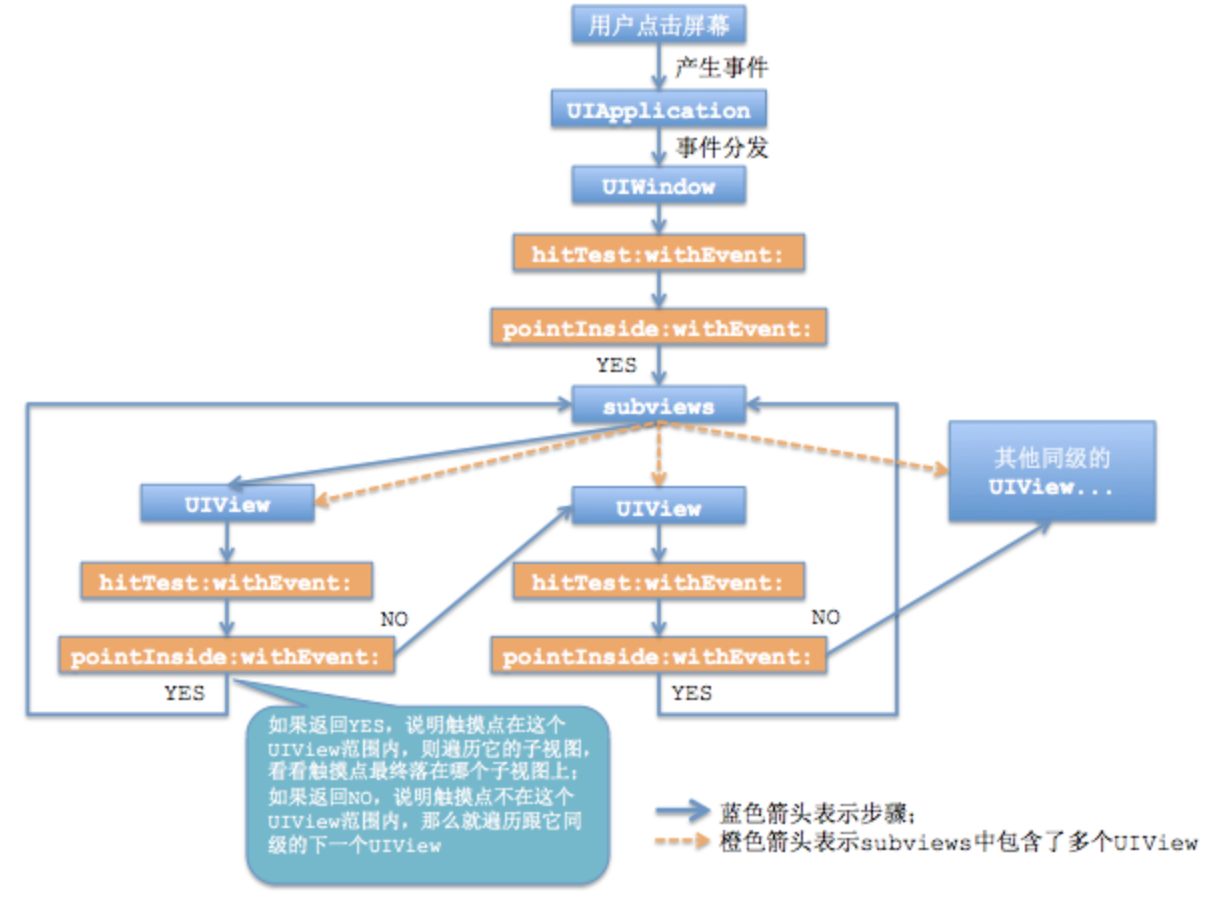 用户点击屏幕
产生事件
UIApplication
事件分发
UIWindow
hitTest:withEvent:
pointInside:withEvent:
YES
subviews
其他同级的
UIView...
UIView
UIView
hitTest:withEvent:
hitTest:withEvent:
NO
NO
pointInside:withEvent:
pointInside:withEvent:
YES
YES
如果返回YES，说明触摸点在这个
UIView范围内，则遍历它的子视图，
看看触摸点最终落在哪个子视图上；
如果返回NO，说明触摸点不在这个
UIView范围内，那么就遍历跟它同
级的下一个UIView
蓝色箭头表示步骤；
橙色箭头表示subviews中包含了多个UIView